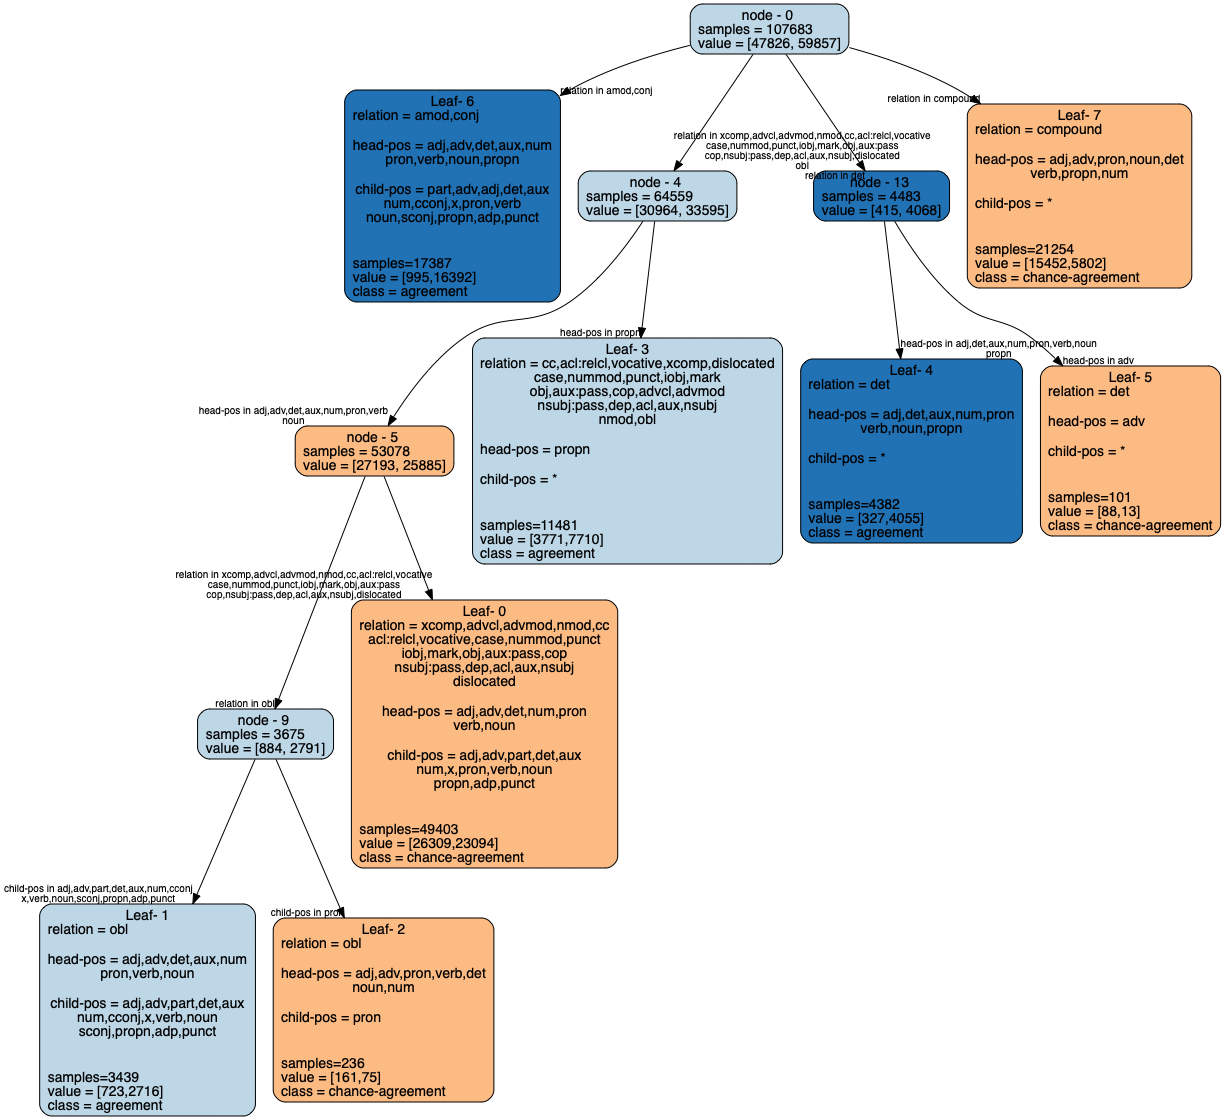 node - 0
samples = 107683
value = [47826, 59857]
relation in amod,conj
relation in compound
Leaf- 6
relation = amod,conj
head-pos = adj,adv,det,aux,num
pron,verb,noun,propn
child-pos = part,adv,adj,det,aux
num,cconj,x,pron,verb
noun,sconj,propn,adp,punct
samples=17387
value = [995,16392]
class = agreement
relation in xcomp,advcl,advmod,nmod,cc,acl:relcl,vocative
case,nummod,punct,iobj,mark,obj,aux:pass
cop,nsubj:pass,dep,acl,aux,nsubj,dislocated
obl
node - 4
samples = 64559
value = [30964, 33595]
relation in det
node - 13
samples = 4483
value = [415, 4068]
Leaf- 7
relation = compound
head-pos = adj,adv,pron,noun,det
verb,propn,num
child-pos = *
samples=21254
value = [15452,5802]
class = chance-agreement
head-pos in propn
Leaf- 3
relation = cc,acl:relcl,vocative,xcomp,dislocated
case,nummod,punct,iobj,mark
obj,aux:pass,cop,advcl,advmod
nsubj:pass,dep,acl,aux,nsubj
nmod,obl
head-pos = propn
child-pos = *
samples=11481
value = [3771,7710]
class = agreement
head-pos in adj,det,aux,num,pron,verb,noun
propn
Leaf- 4
relation = det
head-pos = adj,det,aux,num,pron
verb,noun,propn
child-pos = *
samples=4382
value = [327,4055]
class = agreement
head-pos in adv
Leaf- 5
relation = det
head-pos = adv
child-pos = *
samples=101
value = [88,13]
class = chance-agreement
head-pos in adj,adv,det,aux,num,pron,verb
noun
node - 5
samples = 53078
value = [27193, 25885]
relation in xcomp,advcl,advmod,nmod,cc,acl:relcl,vocative
case,nummod,punct,iobj,mark,obj,aux:pass
cop,nsubj:pass,dep,acl,aux,nsubj,dislocated
Leaf- 0
relation = xcomp,advcl,advmod,nmod,cc
acl:relcl,vocative,case,nummod,punct
iobj,mark,obj,aux:pass,cop
nsubj:pass,dep,acl,aux,nsubj
dislocated
head-pos = adj,adv,det,num,pron
verb,noun
child-pos = adj,adv,part,det,aux
num,x,pron,verb,noun
propn,adp,punct
samples=49403
value = [26309,23094]
class = chance-agreement
relation in obl
node - 9
samples = 3675
value = [884, 2791]
child-pos in adj,adv,part,det,aux,num,cconj
x,verb,noun,sconj,propn,adp,punct
Leaf- 1
relation = obl
head-pos = adj,adv,det,aux,num
pron,verb,noun
child-pos = adj,adv,part,det,aux
num,cconj,x,verb,noun
sconj,propn,adp,punct
samples=3439
value = [723,2716]
class = agreement
child-pos in pron
Leaf- 2
relation = obl
head-pos = adj,adv,pron,verb,det
noun,num
child-pos = pron
samples=236
value = [161,75]
class = chance-agreement